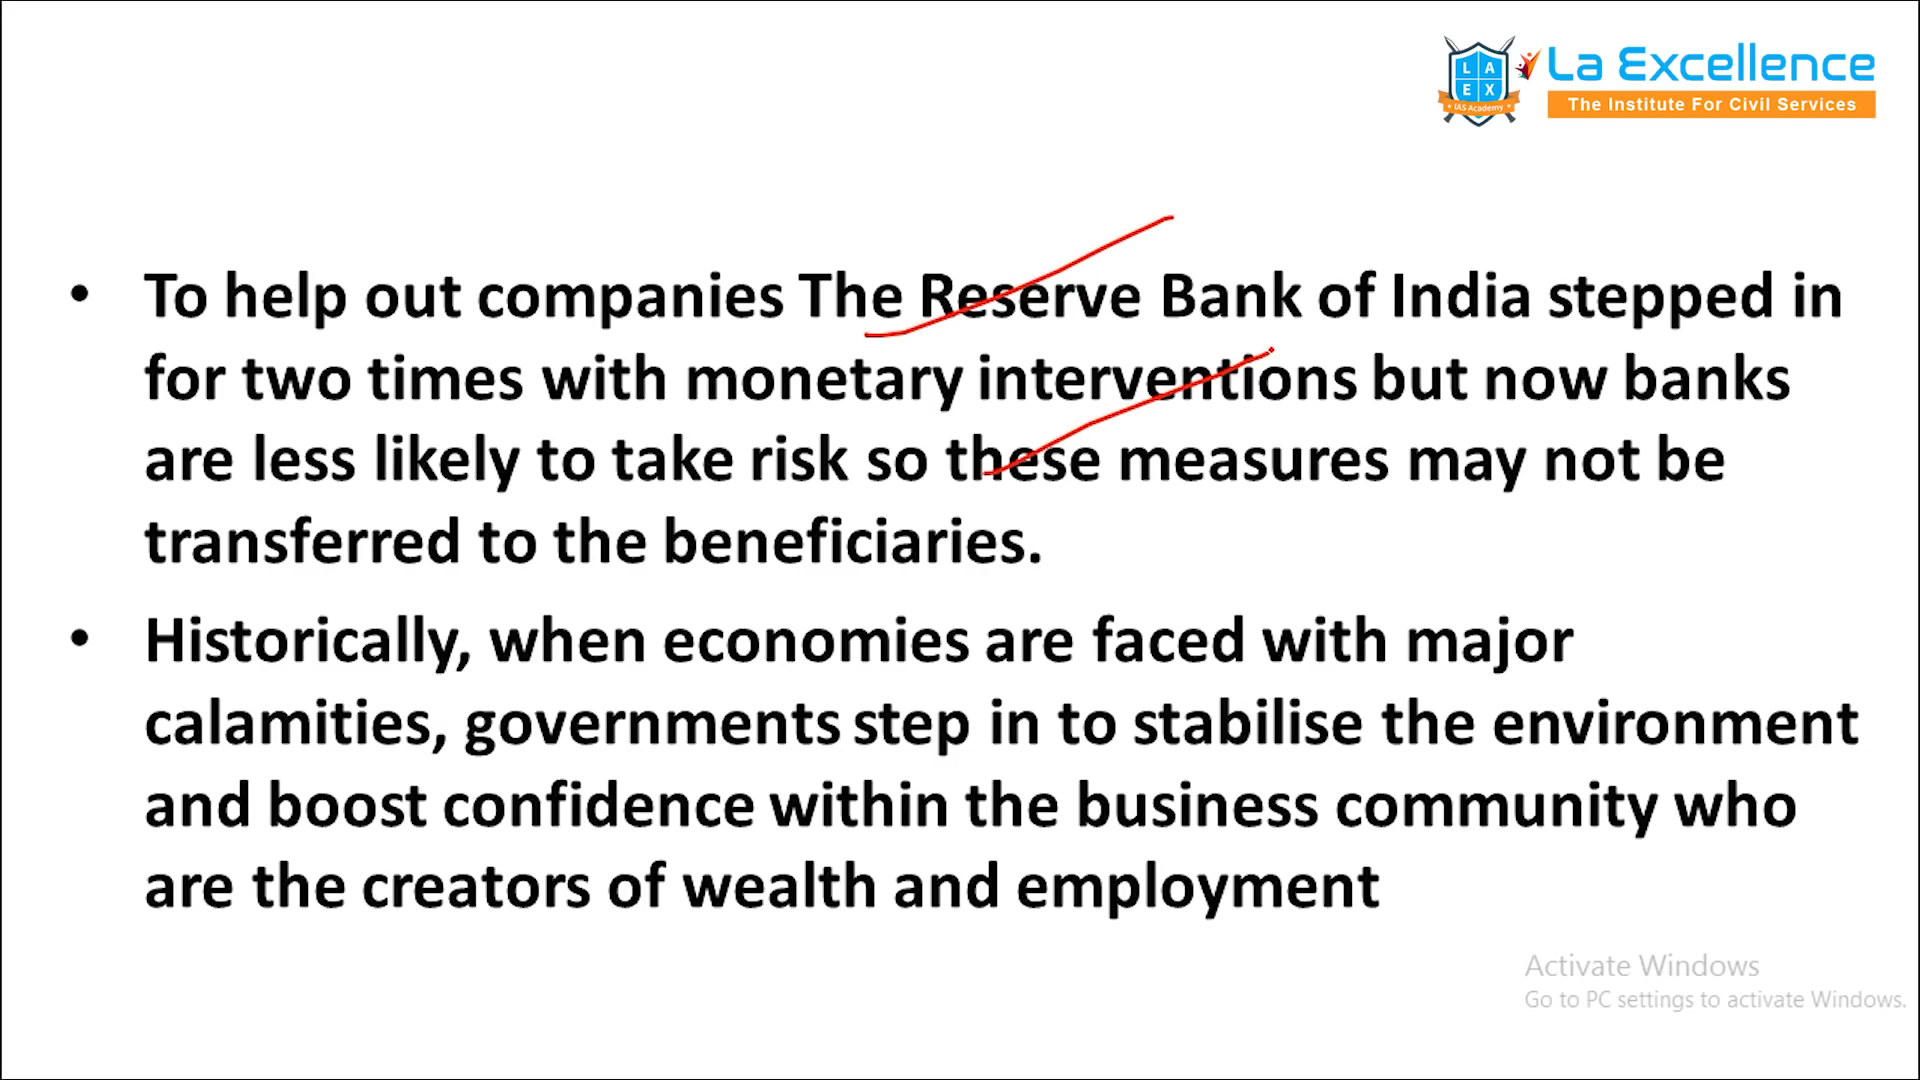 LA
EX
IAS Academy
La Excellence
The Institute For Civil Services
• To help out companies The Reserve Bank of India stepped in
for two times with monetary interventions but now banks
are less likely to take risk so these measures may not be
transferred to the beneficiaries.
• Historically, when economies are faced with major
calamities, governments step in to stabilise the environment
and boost confidence within the business community who
are the creators of wealth and employment
Activate Windows
Go to PC settings to activate Windows.